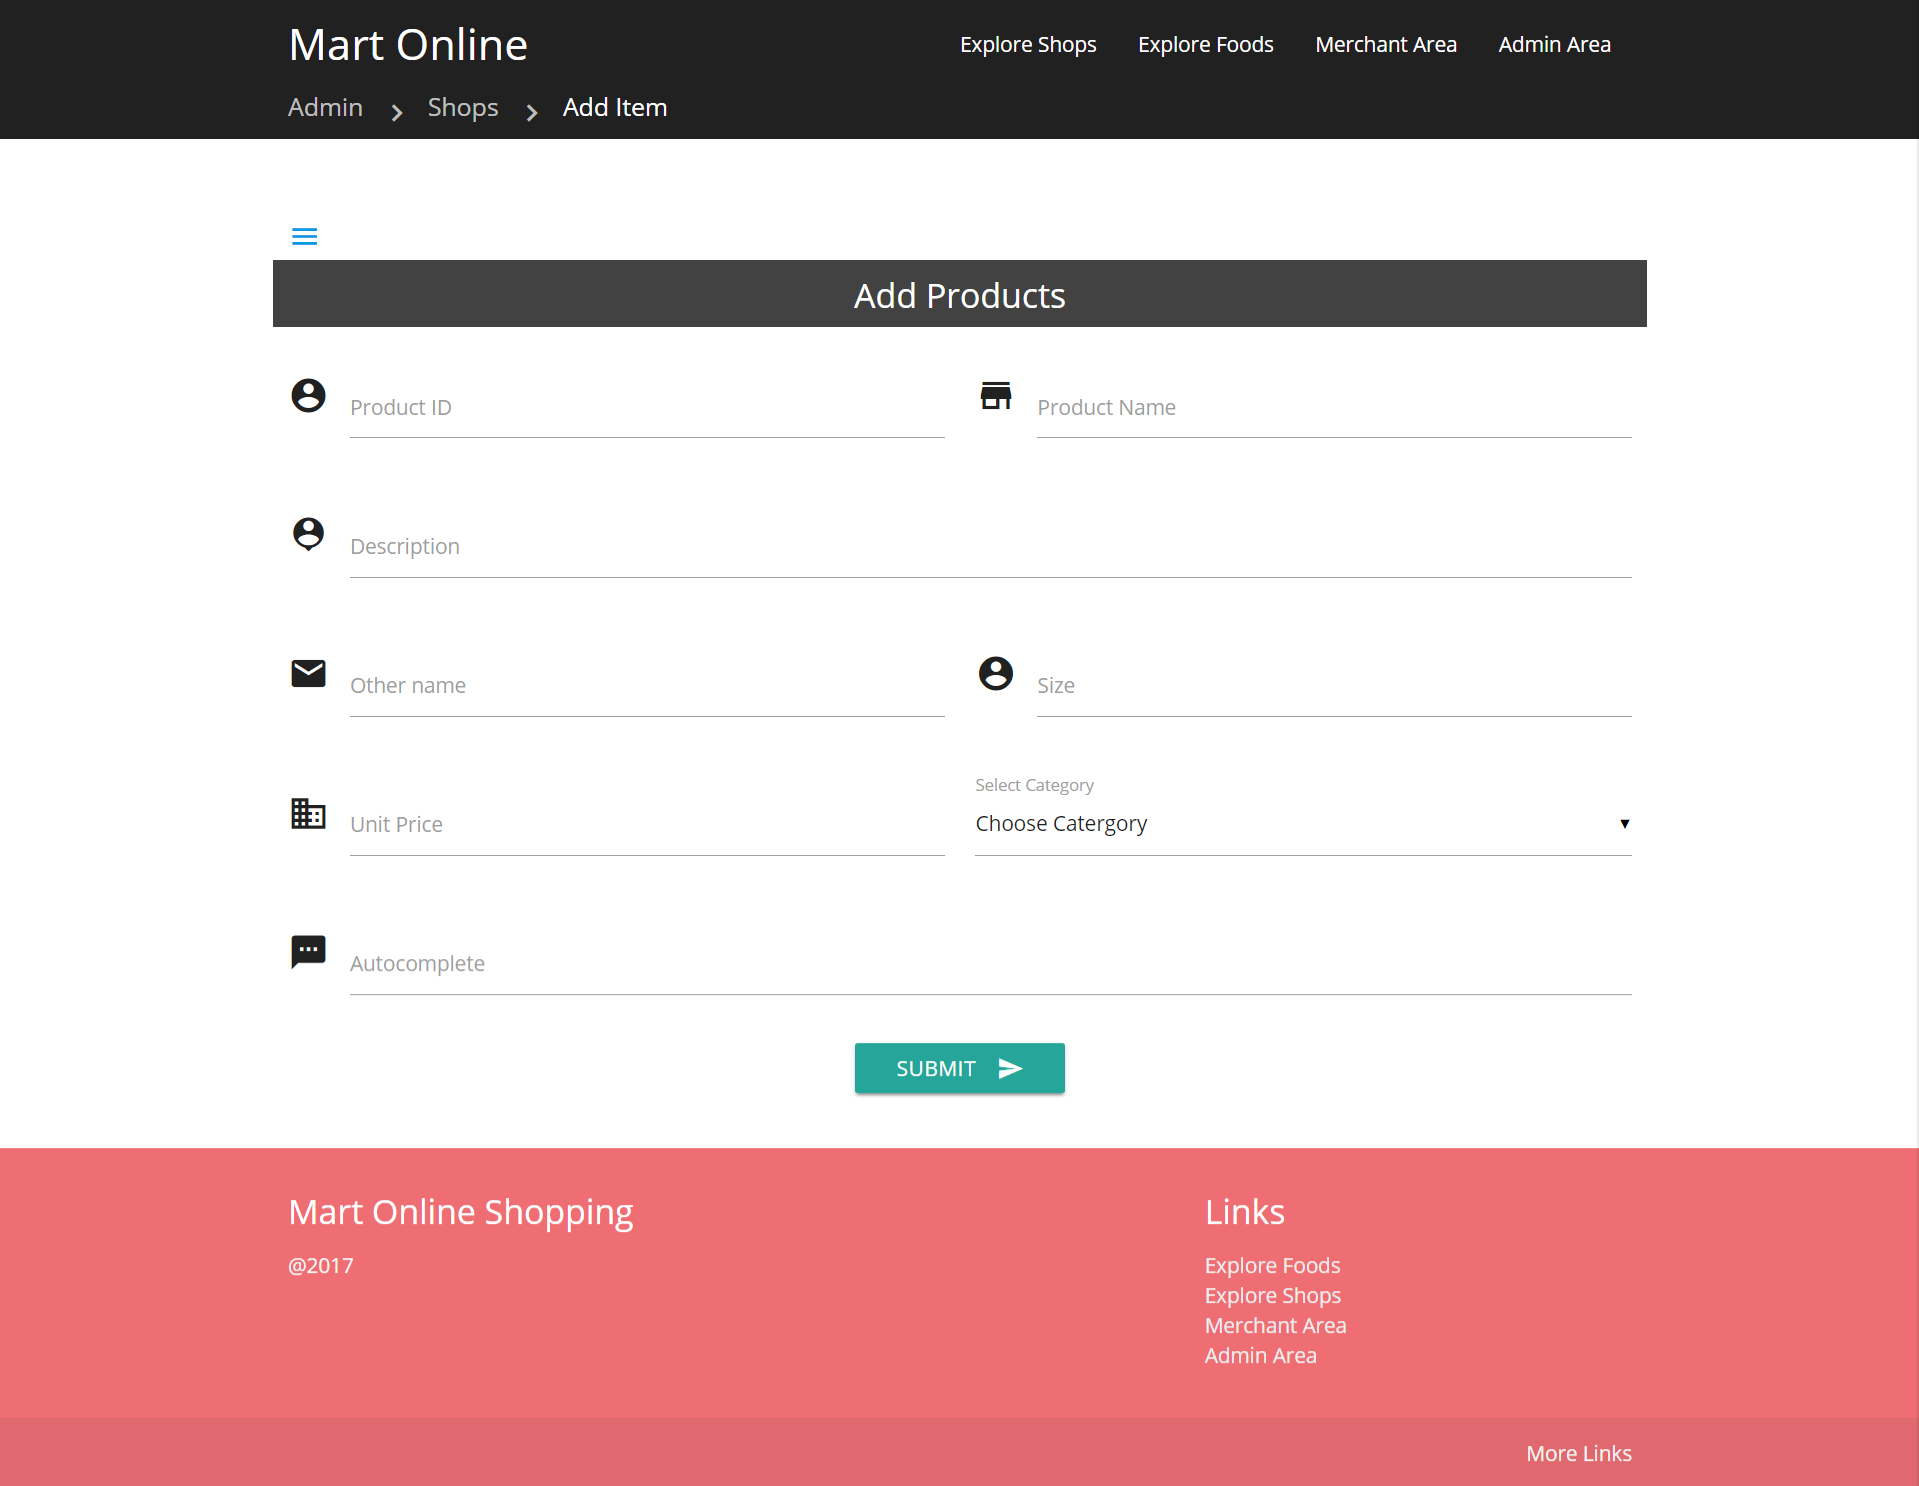 Mart Online
Explore Shops Explore Foods Merchant Area Admin Area
Admin Shops Add Item
Add Products
Product ID Product Name
Description
Other name Size
Select Category
Unit Price Choose Catergory
Autocomplete
SUBMIT
Mart Online Shopping Links
@2017 Explore Foods
Explore Shops
Merchant Area
Admin Area
More Links